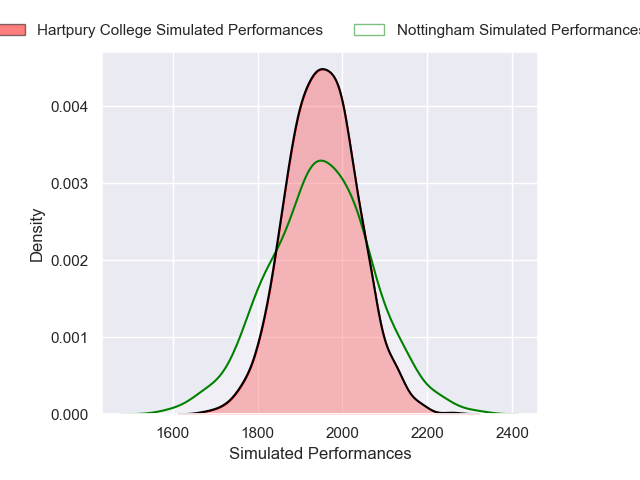 Hartpury College Simulated Performances
Nottingham Simulated Performances
0.004
0.003
0.002
0.001
0.000
Density
1600 1800 2000 2200 2400
Simulated Performances